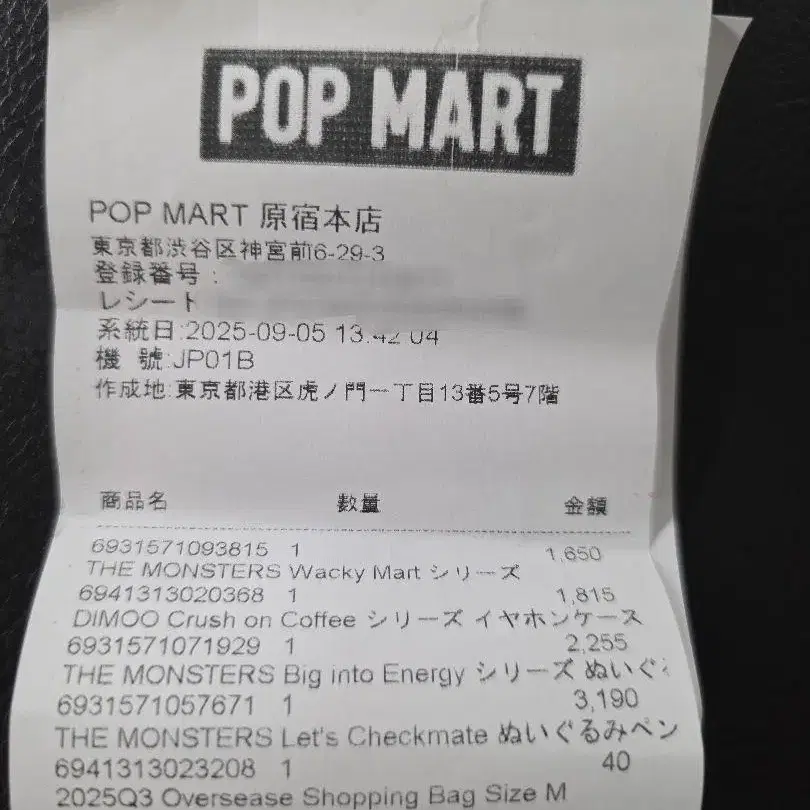 POP MART
POP MART 原宿本店
東京都渋谷区神宮前6-29-3
登録番号:
レシート
系統日:2025-09-05 13:42 04
機 號:JP01B
作成地:東京都港区虎ノ門一丁目13番5号7階
商品名 数量 金額
6931571093815 1 1,650
THE MONSTERS Wacky Mart シリーズ
6941313020368 1 1,815
DIMOO Crush on Coffee シリーズ イヤホンケース
6931571071929 1 2,255
THE MONSTERS Big into Energy シリーズ ぬいぐ
6931571057671 1 3,190
THE MONSTERS Let's Checkmate ぬいぐるみペン
6941313023208 1 40
2025Q3 Oversease Shopping Bag Size M